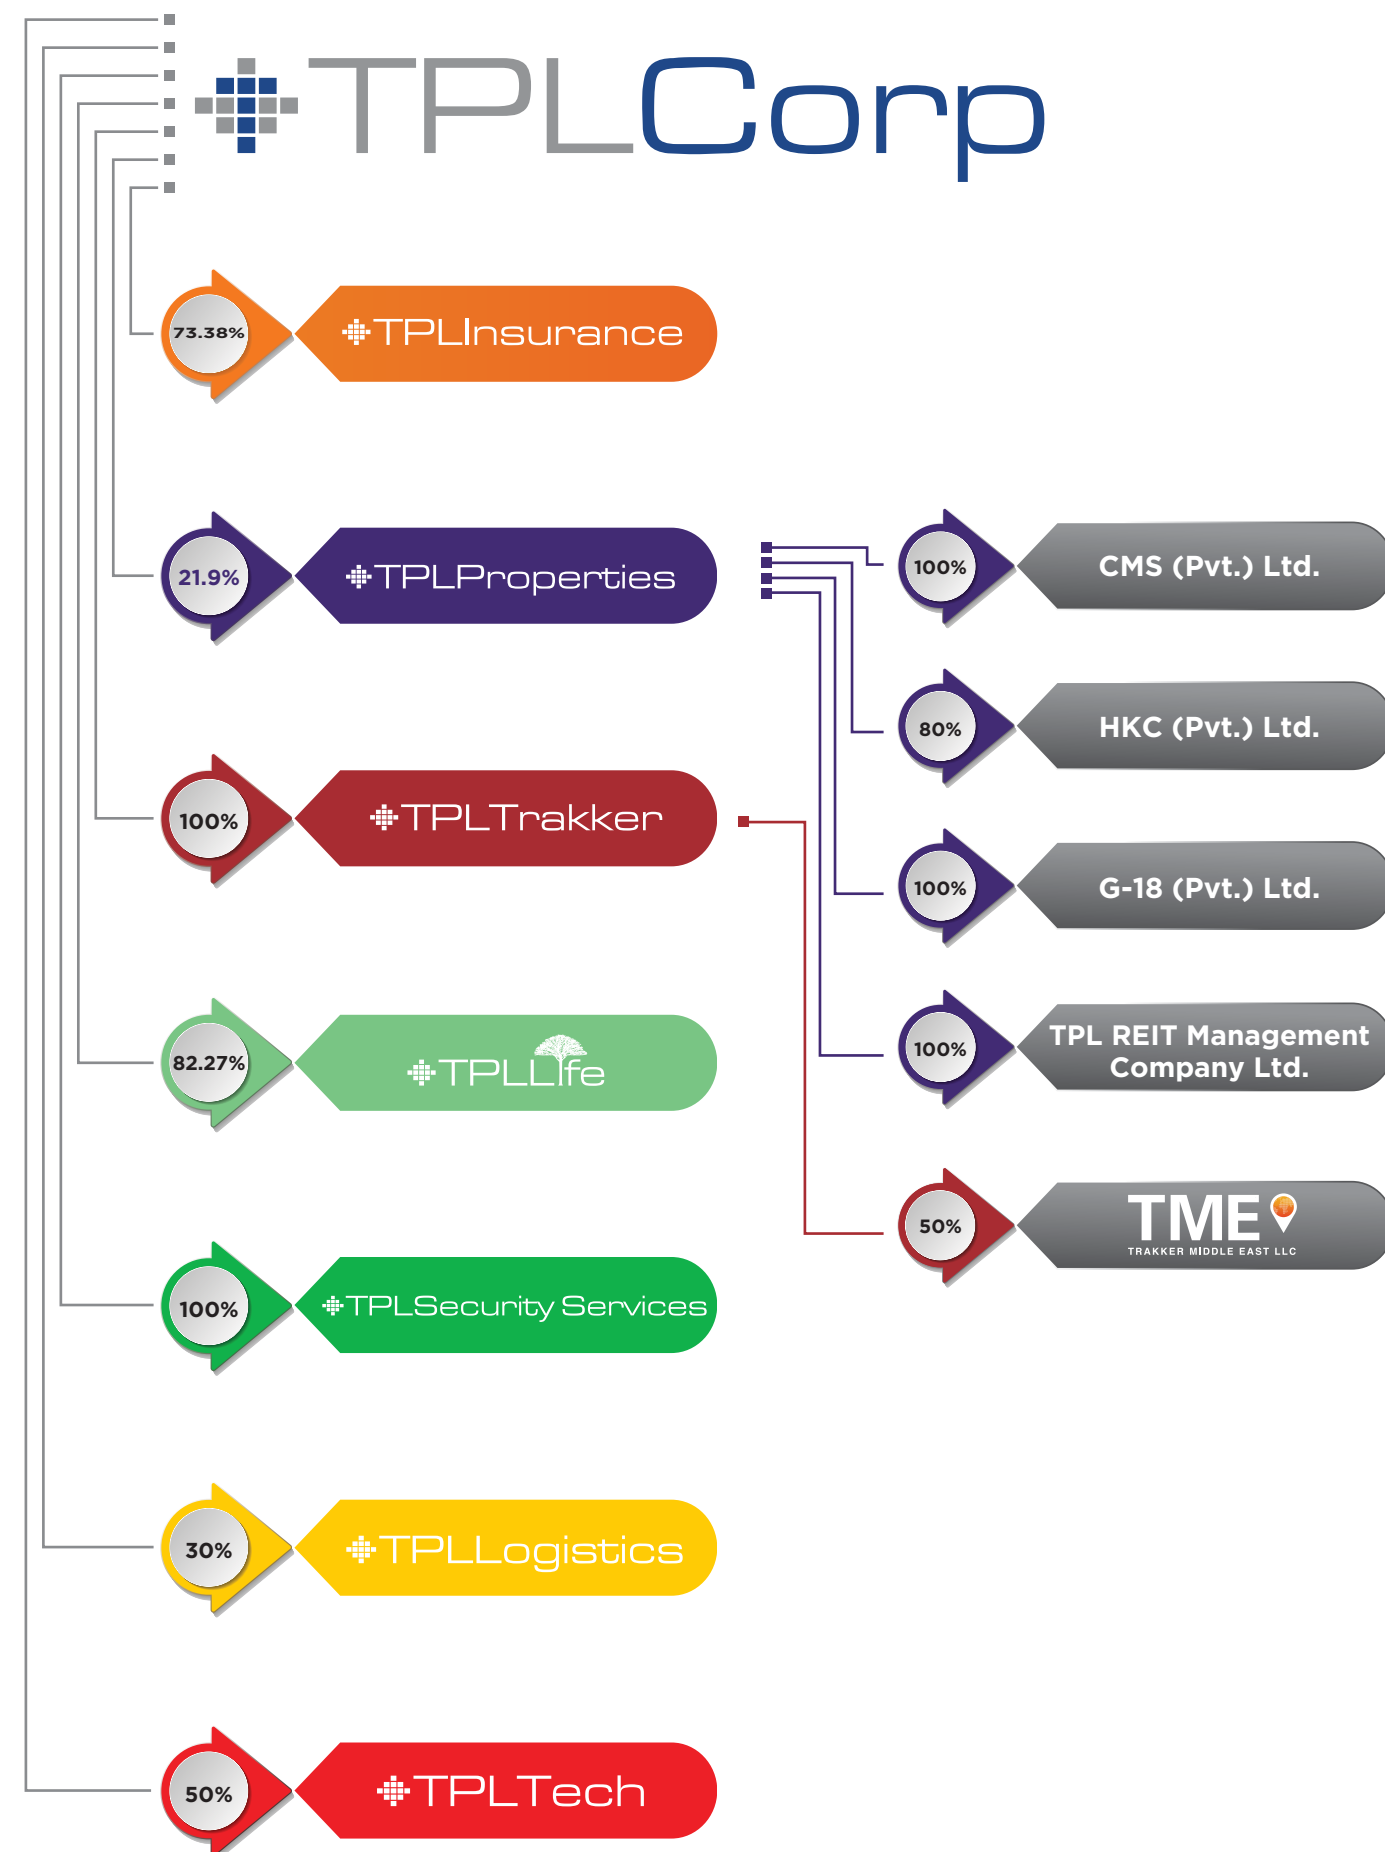 TPLCorp
73.38%
TPLInsurance
21.9%
TPLProperties
100%
CMS (Pvt.) Ltd.
80%
HKC (Pvt.) Ltd.
100%
G-18 (Pvt.) Ltd.
100%
TPL REIT Management
Company Ltd.
100%
TPLTrakker
50%
TME
TRAKKER MIDDLE EAST LLC
82.27%
TPLLife
100%
TPLSecurity Services
30%
TPLLogistics
50%
TPLTech